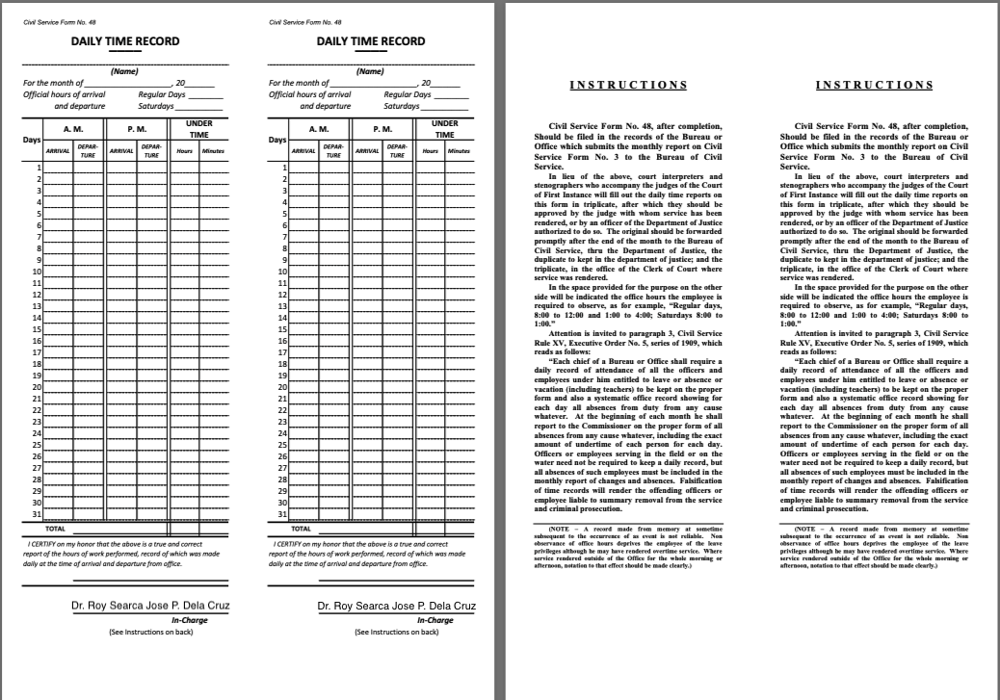 Civil Service Form No. 48
DAILY TIME RECORD
(Name)
For the month of ____________________, 20_______
Official hours of arrival Regular Days ________
and departure Saturdays ________
Days A. M. P. M. UNDER TIME
ARRIVAL DEPAR-TURE ARRIVAL DEPAR-TURE Hours Minutes
1
2
3
4
5
6
7
8
9
10
11
12
13
14
15
16
17
18
19
20
21
22
23
24
25
26
27
28
29
30
31
TOTAL
I CERTIFY on my honor that the above is a true and correct
report of the hours of work performed, record of which was made
daily at the time of arrival and departure from office.
Dr. Roy Searca Jose P. Dela Cruz
In-Charge
(See Instructions on back)
Civil Service Form No. 48
DAILY TIME RECORD
(Name)
For the month of ____________________, 20_______
Official hours of arrival Regular Days ________
and departure Saturdays ________
Days A. M. P. M. UNDER TIME
ARRIVAL DEPAR-TURE ARRIVAL DEPAR-TURE Hours Minutes
1
2
3
4
5
6
7
8
9
10
11
12
13
14
15
16
17
18
19
20
21
22
23
24
25
26
27
28
29
30
31
TOTAL
I CERTIFY on my honor that the above is a true and correct
report of the hours of work performed, record of which was made
daily at the time of arrival and departure from office.
Dr. Roy Searca Jose P. Dela Cruz
In-Charge
(See Instructions on back)
INSTRUCTIONS
Civil Service Form No. 48, after completion,
Should be filed in the records of the Bureau or
Office which submits the monthly report on Civil
Service Form No. 3 to the Bureau of Civil
Service.
In lieu of the above, court interpreters and
stenographers who accompany the judges of the Court
of First Instance will fill out the daily time reports on
this form in triplicate, after which they should be
approved by the judge with whom service has been
rendered, or by an officer of the Department of Justice
authorized to do so. The original should be forwarded
promptly after the end of the month to the Bureau of
Civil Service, thru the Department of Justice, the
duplicate to kept in the department of justice; and the
triplicate, in the office of the Clerk of Court where
service was rendered.
In the space provided for the purpose on the other
side will be indicated the office hours the employee is
required to observe, as for example, “Regular days,
8:00 to 12:00 and 1:00 to 4:00; Saturdays 8:00 to
1:00.”
Attention is invited to paragraph 3, Civil Service
Rule XV, Executive Order No. 5, series of 1909, which
reads as follows:
“Each chief of a Bureau or Office shall require a
daily record of attendance of all the officers and
employees under him entitled to leave or absence or
vacation (including teachers) to be kept on the proper
form and also a systematic office record showing for
each day all absences from duty from any cause
whatever. At the beginning of each month he shall
report to the Commissioner on the proper form of all
absences from any cause whatever, including the exact
amount of undertime of each person for each day.
Officers or employees serving in the field or on the
water need not be required to keep a daily record, but
all absences of such employees must be included in the
monthly report of changes and absences. Falsification
of time records will render the offending officers or
employee liable to summary removal from the service
and criminal prosecution.
(NOTE – A record made from memory at sometime
subsequent to the occurrence of as event is not reliable. Non
observance of office hours deprives the employee of the leave
privileges although he may have rendered overtime service. Where
service rendered outside of the Office for the whole morning or
afternoon, notation to that effect should be made clearly.)
INSTRUCTIONS
Civil Service Form No. 48, after completion,
Should be filed in the records of the Bureau or
Office which submits the monthly report on Civil
Service Form No. 3 to the Bureau of Civil
Service.
In lieu of the above, court interpreters and
stenographers who accompany the judges of the Court
of First Instance will fill out the daily time reports on
this form in triplicate, after which they should be
approved by the judge with whom service has been
rendered, or by an officer of the Department of Justice
authorized to do so. The original should be forwarded
promptly after the end of the month to the Bureau of
Civil Service, thru the Department of Justice, the
duplicate to kept in the department of justice; and the
triplicate, in the office of the Clerk of Court where
service was rendered.
In the space provided for the purpose on the other
side will be indicated the office hours the employee is
required to observe, as for example, “Regular days,
8:00 to 12:00 and 1:00 to 4:00; Saturdays 8:00 to
1:00.”
Attention is invited to paragraph 3, Civil Service
Rule XV, Executive Order No. 5, series of 1909, which
reads as follows:
“Each chief of a Bureau or Office shall require a
daily record of attendance of all the officers and
employees under him entitled to leave or absence or
vacation (including teachers) to be kept on the proper
form and also a systematic office record showing for
each day all absences from duty from any cause
whatever. At the beginning of each month he shall
report to the Commissioner on the proper form of all
absences from any cause whatever, including the exact
amount of undertime of each person for each day.
Officers or employees serving in the field or on the
water need not be required to keep a daily record, but
all absences of such employees must be included in the
monthly report of changes and absences. Falsification
of time records will render the offending officers or
employee liable to summary removal from the service
and criminal prosecution.
(NOTE – A record made from memory at sometime
subsequent to the occurrence of as event is not reliable. Non
observance of office hours deprives the employee of the leave
privileges although he may have rendered overtime service. Where
service rendered outside of the Office for the whole morning or
afternoon, notation to that effect should be made clearly.)